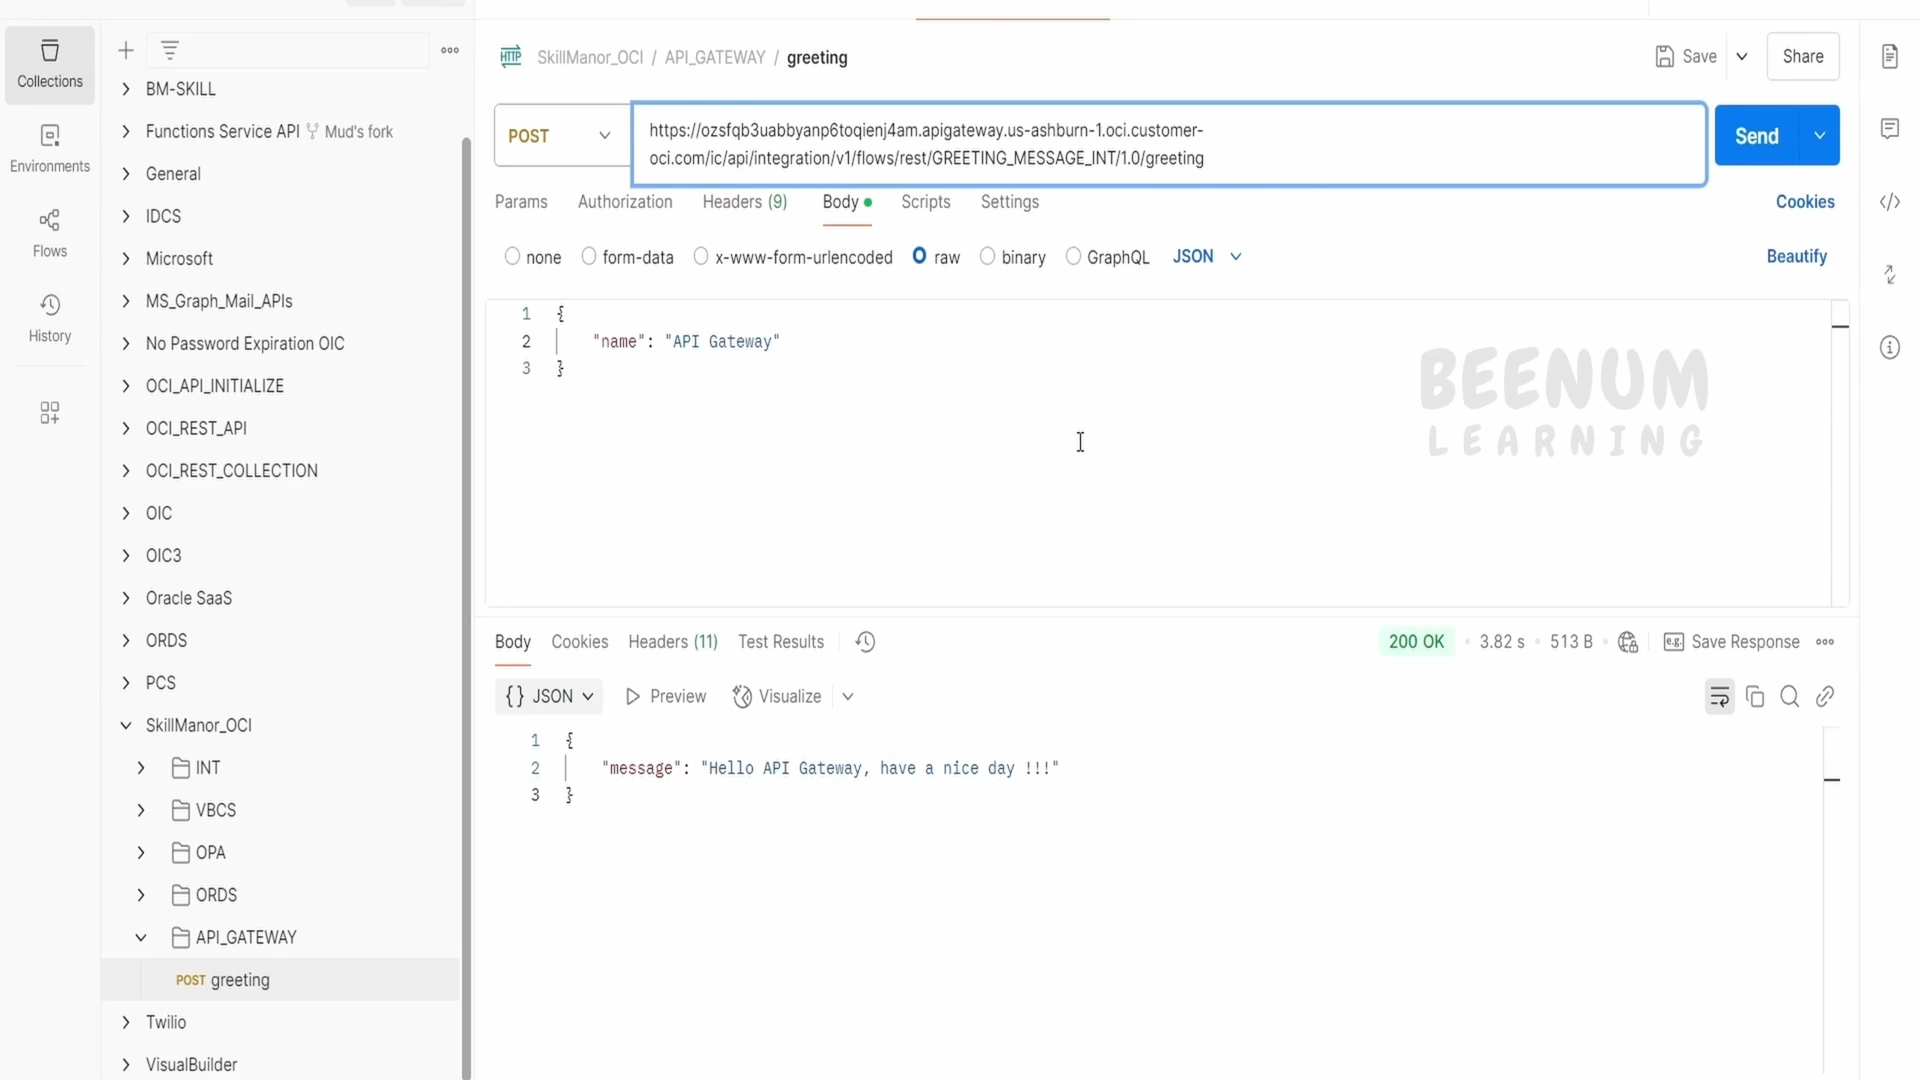 Collections
Environments
Flows
History
BM-SKILL
Functions Service API Mud's fork
General
IDCS
Microsoft
MS_Graph_Mail_APIs
No Password Expiration OIC
OCI_API_INITIALIZE
OCI_REST_API
OCI_REST_COLLECTION
OIC
OIC3
Oracle SaaS
ORDS
PCS
SkillManor_OCI
INT
VBCS
OPA
ORDS
API_GATEWAY
POST greeting
Twilio
VisualBuilder
HTTP SkillManor_OCI / API_GATEWAY / greeting
Save
Share
POST
https://ozsfqb3uabbyanp6toqienj4am.apigateway.us-ashburn-1.oci.customer-
oci.com/ic/api/integration/v1/flows/rest/GREETING_MESSAGE_INT/1.0/greeting
Send
Params Authorization Headers (9) Body Scripts Settings Cookies
none form-data x-www-form-urlencoded raw binary GraphQL JSON Beautify
1 {
2 "name": "API Gateway"
3 }
BEENUM
LEARNING
Body Cookies Headers (11) Test Results 200 OK • 3.82 s • 513 B • e.g. Save Response
{} JSON Preview Visualize
1 {
2 "message": "Hello API Gateway, have a nice day !!!"
3 }